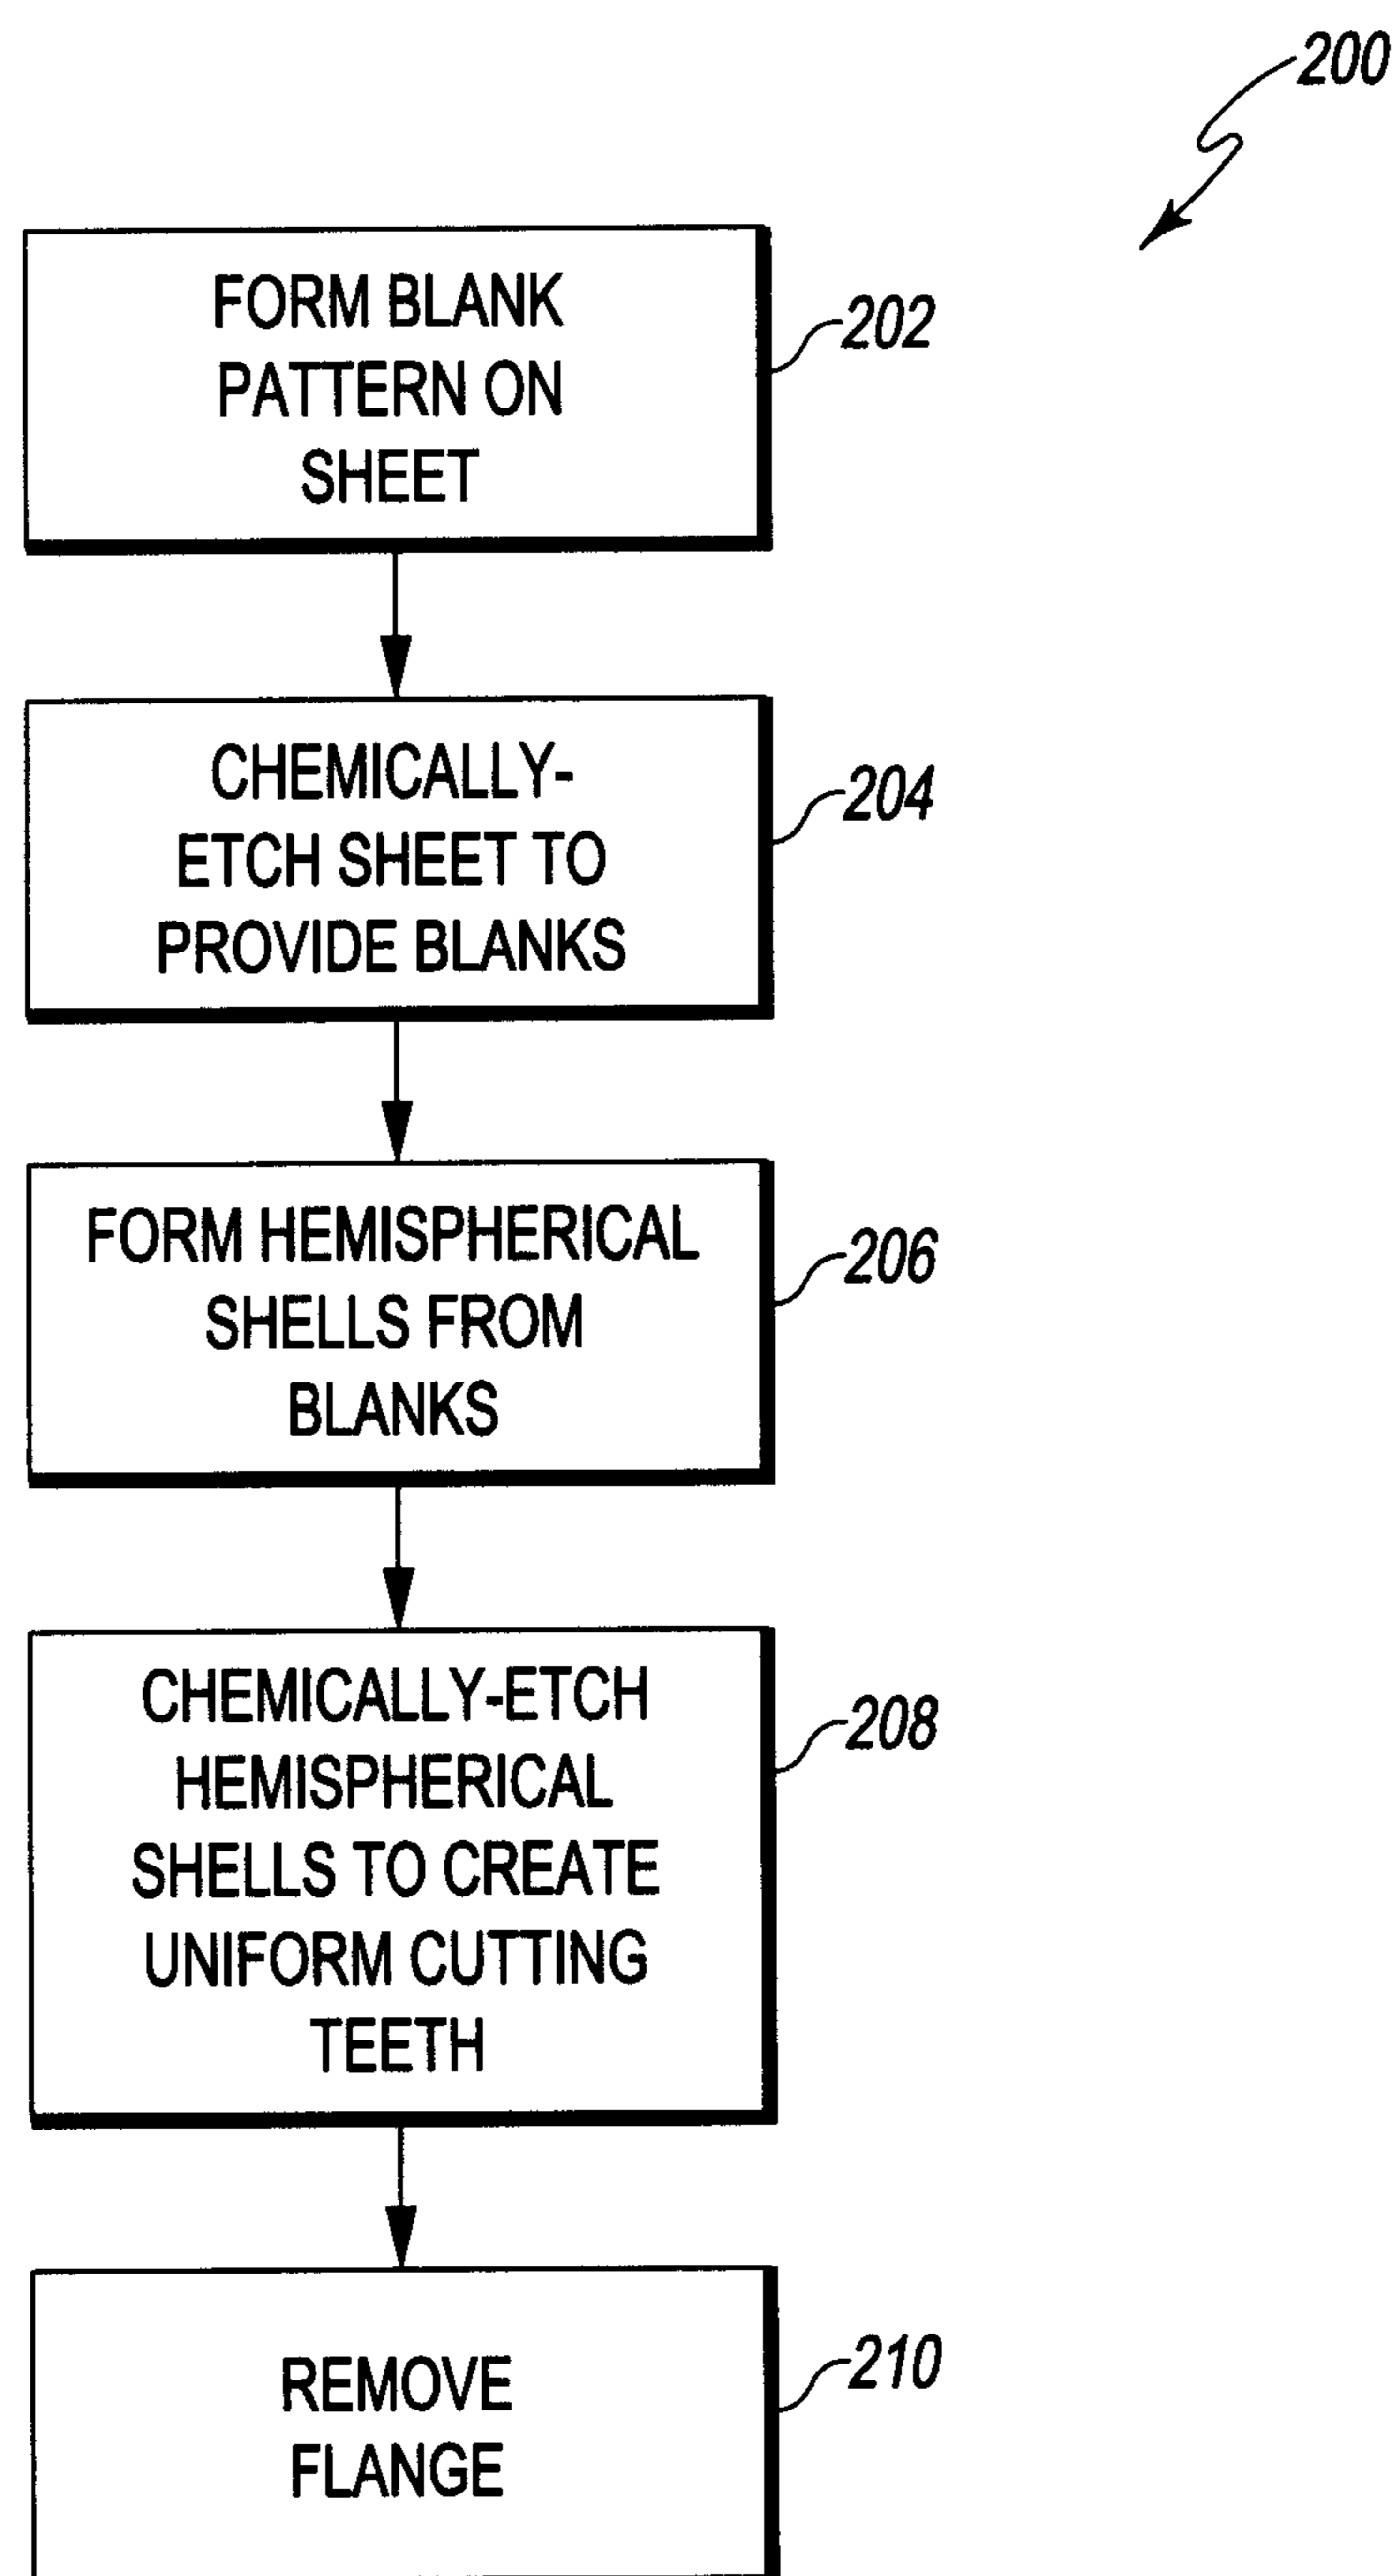 200
FORM BLANK
PATTERN ON
SHEET
202
CHEMICALLY-
ETCH SHEET TO
PROVIDE BLANKS
204
FORM HEMISPHERICAL
SHELLS FROM
BLANKS
206
CHEMICALLY-ETCH
HEMISPHERICAL
SHELLS TO CREATE
UNIFORM CUTTING
TEETH
208
REMOVE
FLANGE
210